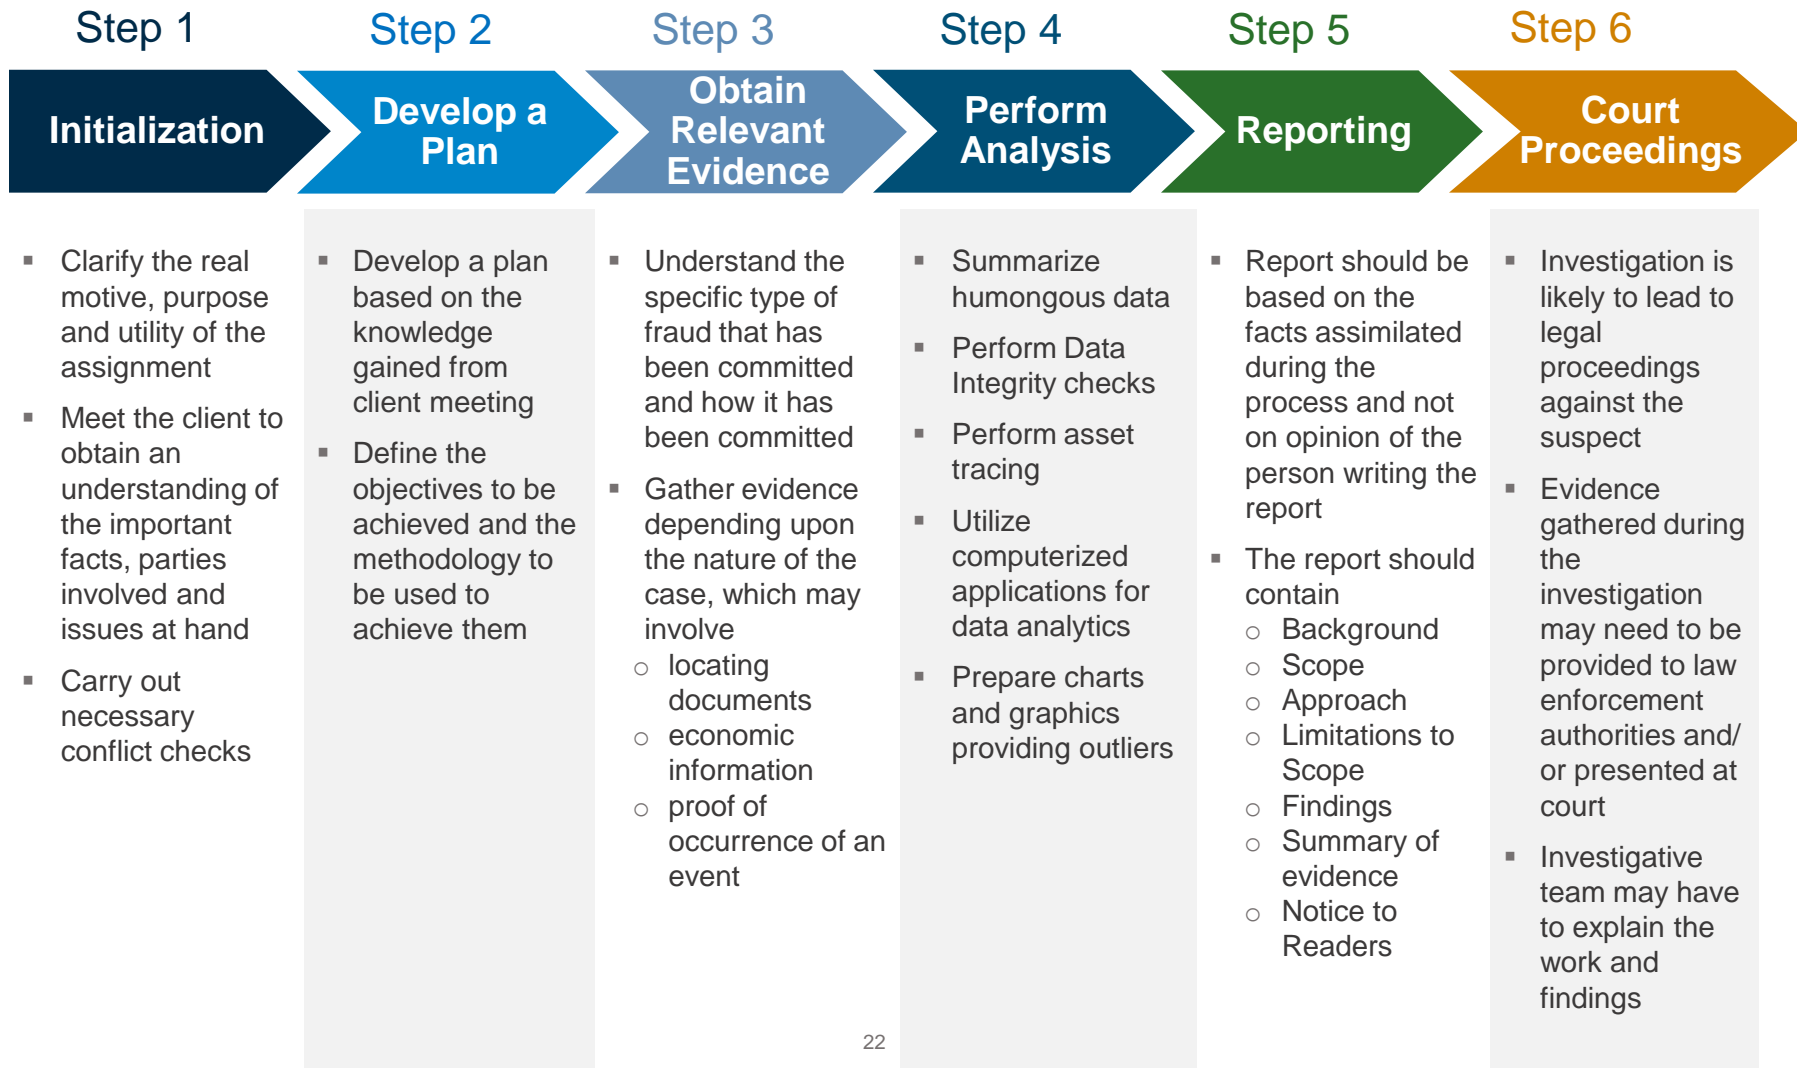 Step 1
Step 2
Step 3
Step 4
Step 5
Step 6
Initialization
Develop a
Plan
Obtain
Relevant
Evidence
Perform
Analysis
Reporting
Court
Proceedings
▪ Clarify the real
motive, purpose
and utility of the
assignment
▪ Meet the client to
obtain an
understanding of
the important
facts, parties
involved and
issues at hand
▪ Carry out
necessary
conflict checks
▪ Develop a plan
based on the
knowledge
gained from
client meeting
▪ Define the
objectives to be
achieved and the
methodology to
be used to
achieve them
▪ Understand the
specific type of
fraud that has
been committed
and how it has
been committed
▪ Gather evidence
depending upon
the nature of the
case, which may
involve
o locating
documents
o economic
information
o proof of
occurrence of an
event
▪ Summarize
humongous data
▪ Perform Data
Integrity checks
▪ Perform asset
tracing
▪ Utilize
computerized
applications for
data analytics
▪ Prepare charts
and graphics
providing outliers
▪ Report should be
based on the
facts assimilated
during the
process and not
on opinion of the
person writing the
report
▪ The report should
contain
o Background
o Scope
o Approach
o Limitations to
Scope
o Findings
o Summary of
evidence
o Notice to
Readers
▪ Investigation is
likely to lead to
legal
proceedings
against the
suspect
▪ Evidence
gathered during
the
investigation
may need to be
provided to law
enforcement
authorities and/
or presented at
court
▪ Investigative
team may have
to explain the
work and
findings
22